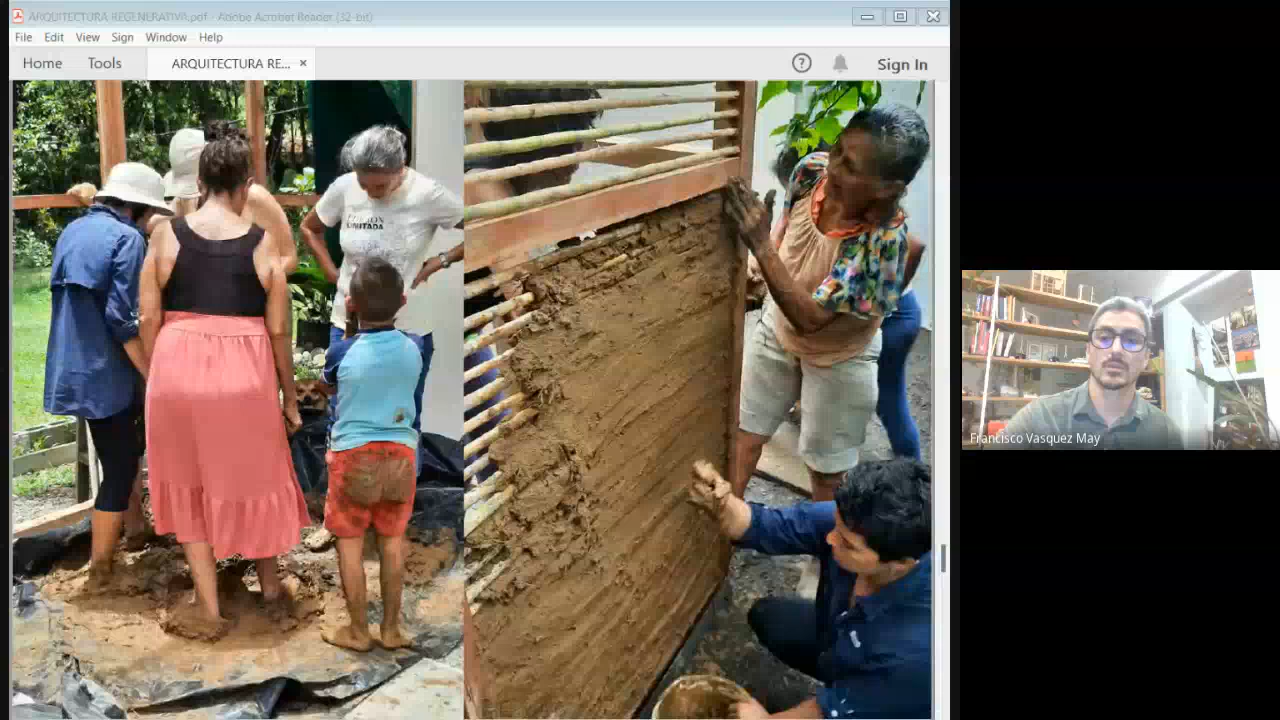 ARQUITECTURA REGENERATIVA.pdf - Adobe Acrobat Reader (32-bit)
File Edit View Sign Window Help
Home Tools ARQUITECTURA RE... × ? Sign In
LIMITADA
Francisco Vasquez May